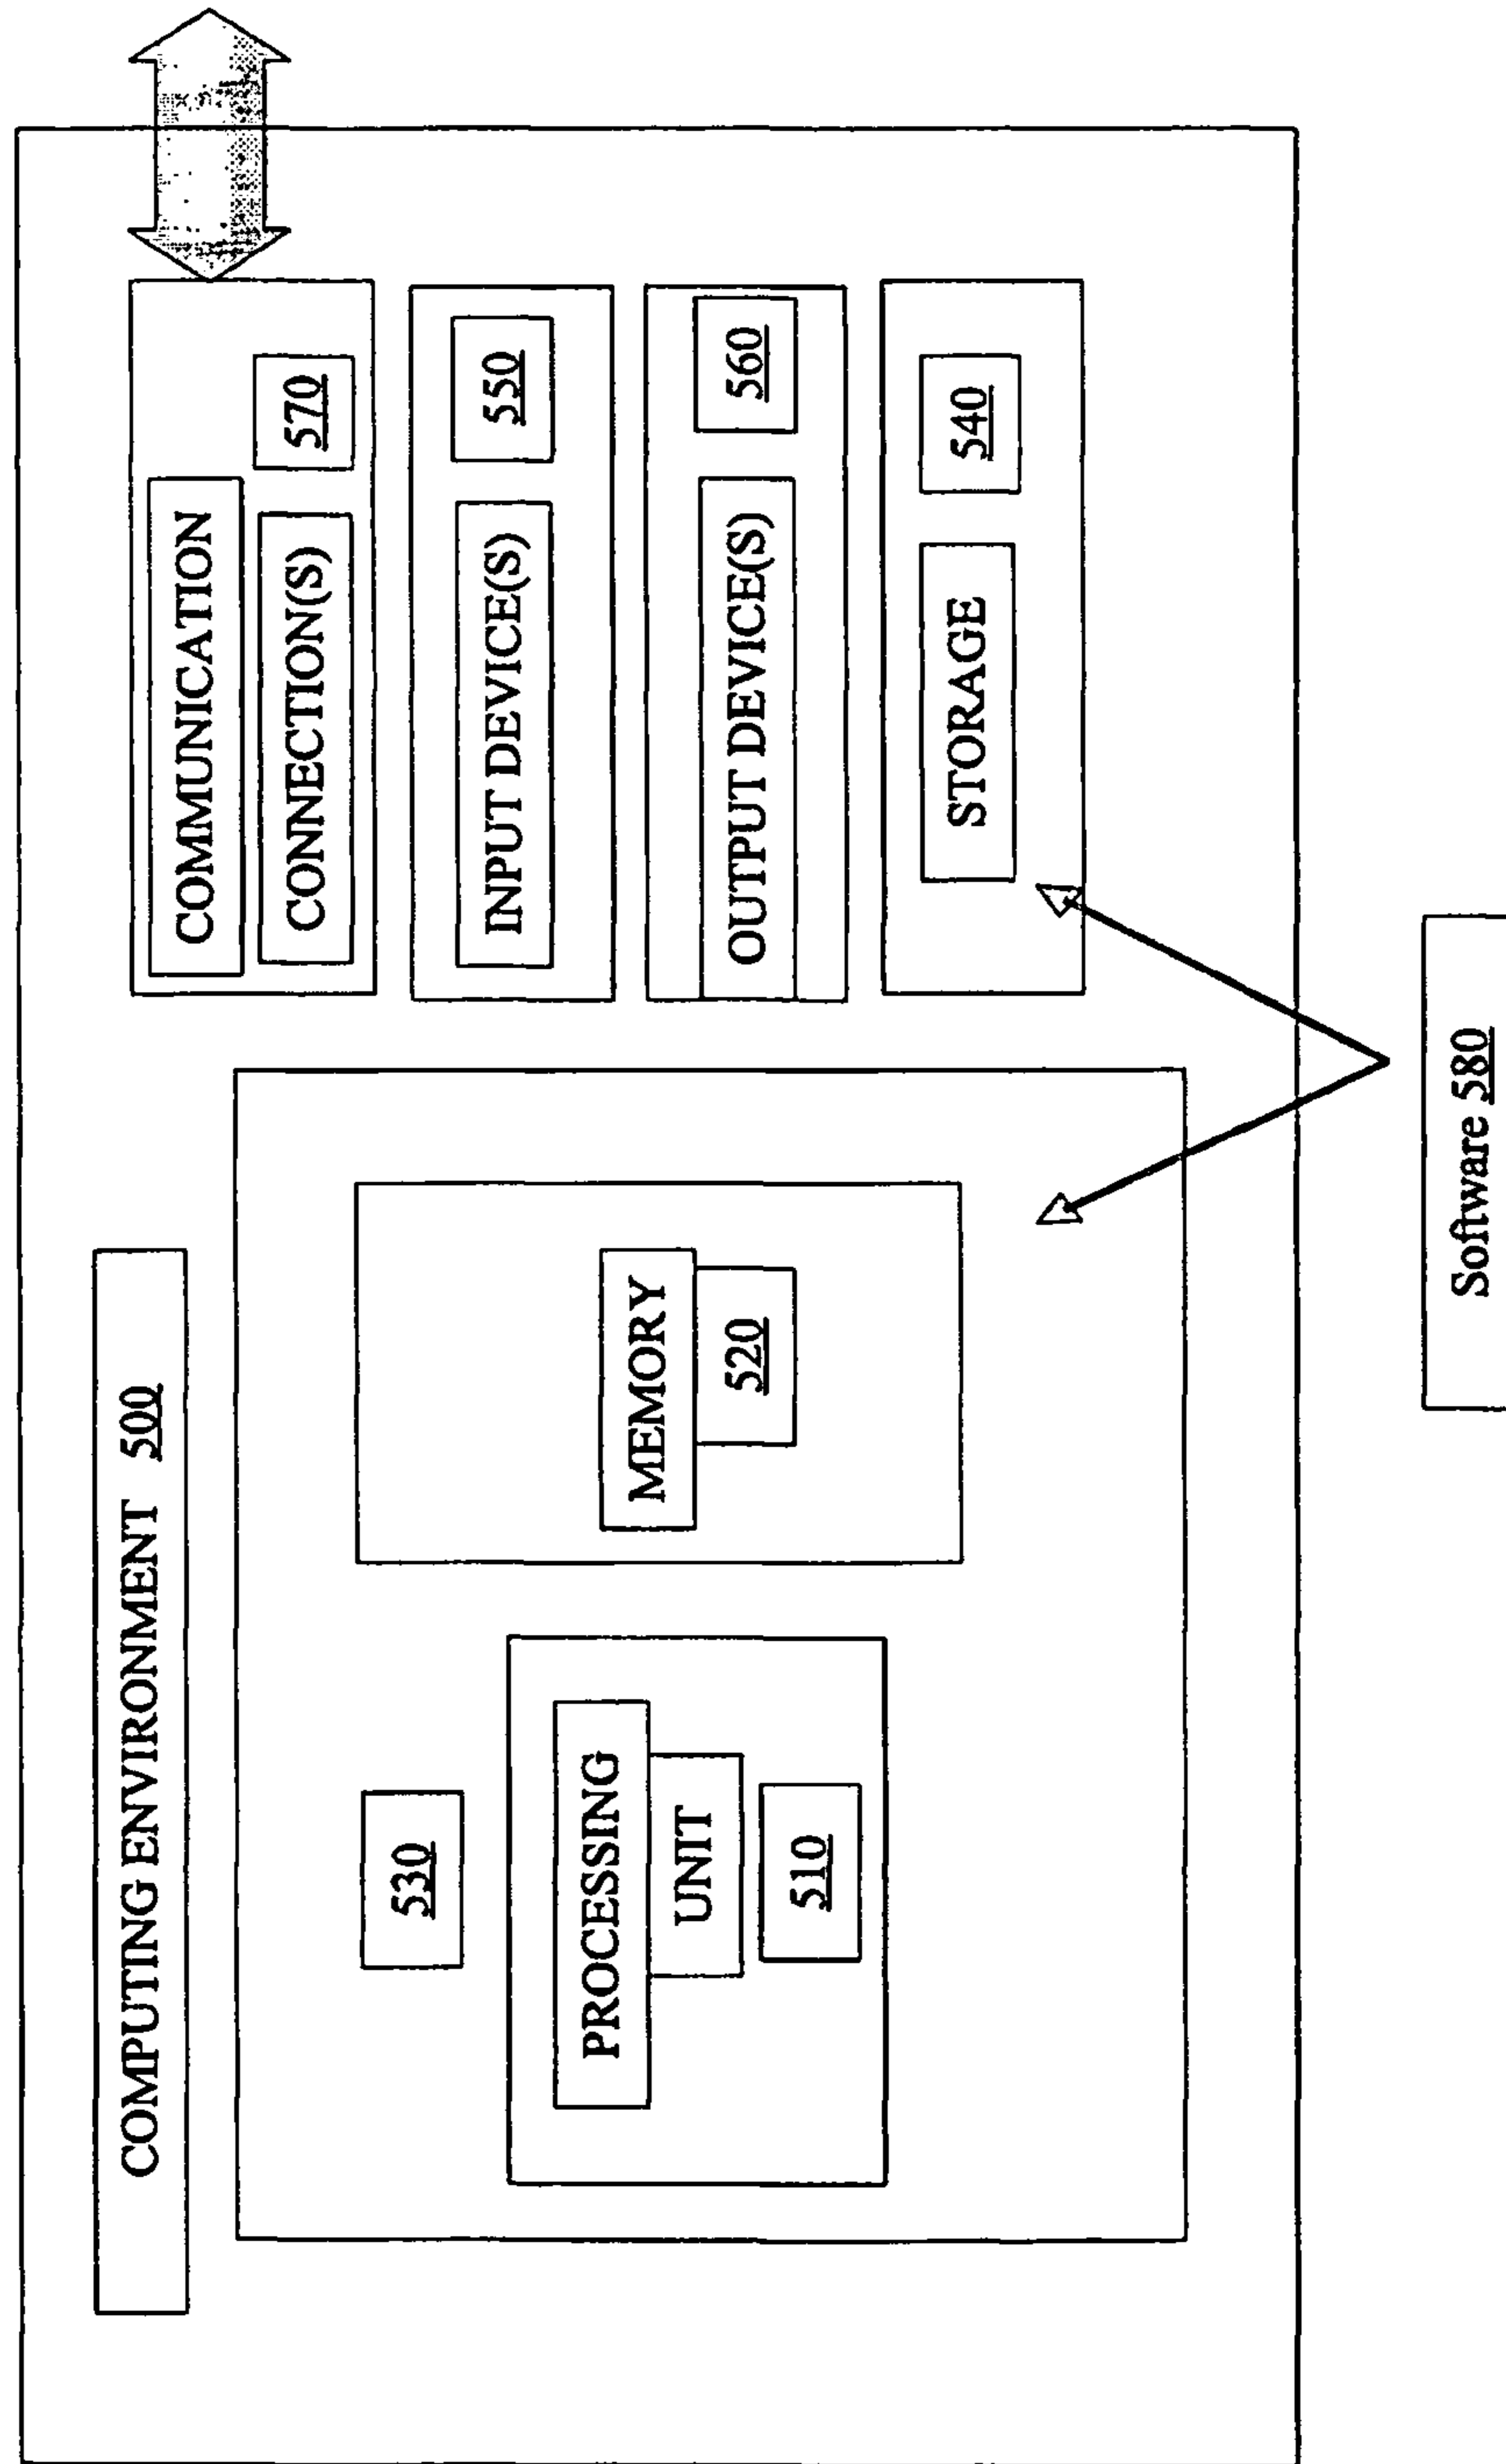 COMPUTING ENVIRONMENT 500
530
PROCESSING
UNIT
510
MEMORY
520
COMMUNICATION
CONNECTION(S)
570
INPUT DEVICE(S) 550
OUTPUT DEVICE(S) 560
STORAGE 540
Software 580